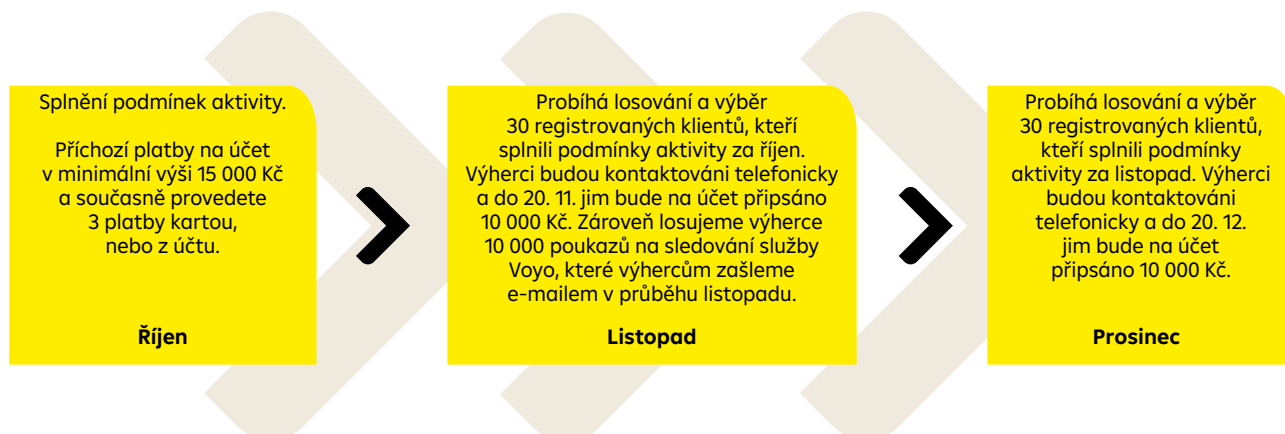 Splnění podmínek aktivity.
Příchozí platby na účet
v minimální výši 15 000 Kč
a současně provedete
3 platby kartou,
nebo z účtu.
Říjen
Probíhá losování a výběr
30 registrovaných klientů, kteří
splnili podmínky aktivity za říjen.
Výherci budou kontaktováni telefonicky
a do 20. 11. jim bude na účet připsáno
10 000 Kč. Zároveň losujeme výherce
10 000 poukazů na sledování služby
Voyo, které výhercům zašleme
e-mailem v průběhu listopadu.
Listopad
Probíhá losování a výběr
30 registrovaných klientů,
kteří splnili podmínky
aktivity za listopad. Výherci
budou kontaktováni
telefonicky a do 20. 12.
jim bude na účet
připsáno 10 000 Kč.
Prosinec